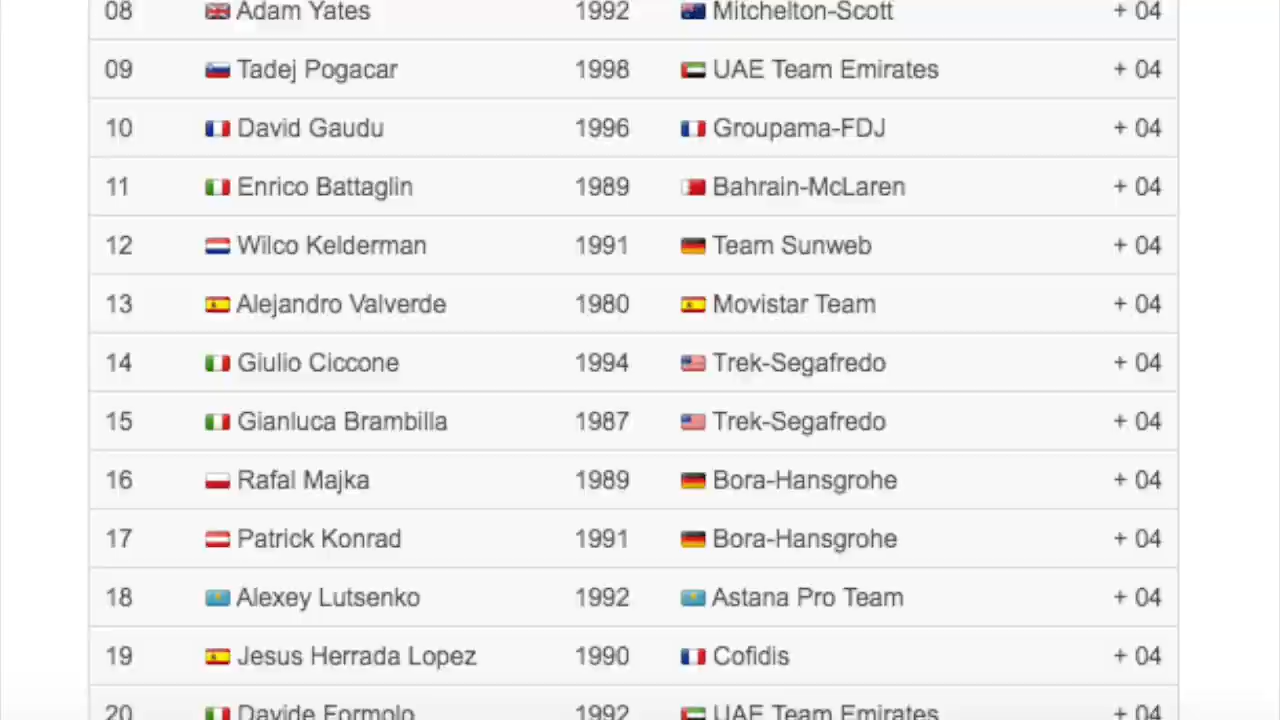 08 Adam Yates 1992 Mitchelton-Scott + 04
09 Tadej Pogacar 1998 UAE Team Emirates + 04
10 David Gaudu 1996 Groupama-FDJ + 04
11 Enrico Battaglin 1989 Bahrain-McLaren + 04
12 Wilco Kelderman 1991 Team Sunweb + 04
13 Alejandro Valverde 1980 Movistar Team + 04
14 Giulio Ciccone 1994 Trek-Segafredo + 04
15 Gianluca Brambilla 1987 Trek-Segafredo + 04
16 Rafal Majka 1989 Bora-Hansgrohe + 04
17 Patrick Konrad 1991 Bora-Hansgrohe + 04
18 Alexey Lutsenko 1992 Astana Pro Team + 04
19 Jesus Herrada Lopez 1990 Cofidis + 04
20 Davide Formolo 1992 UAE Team Emirates + 04